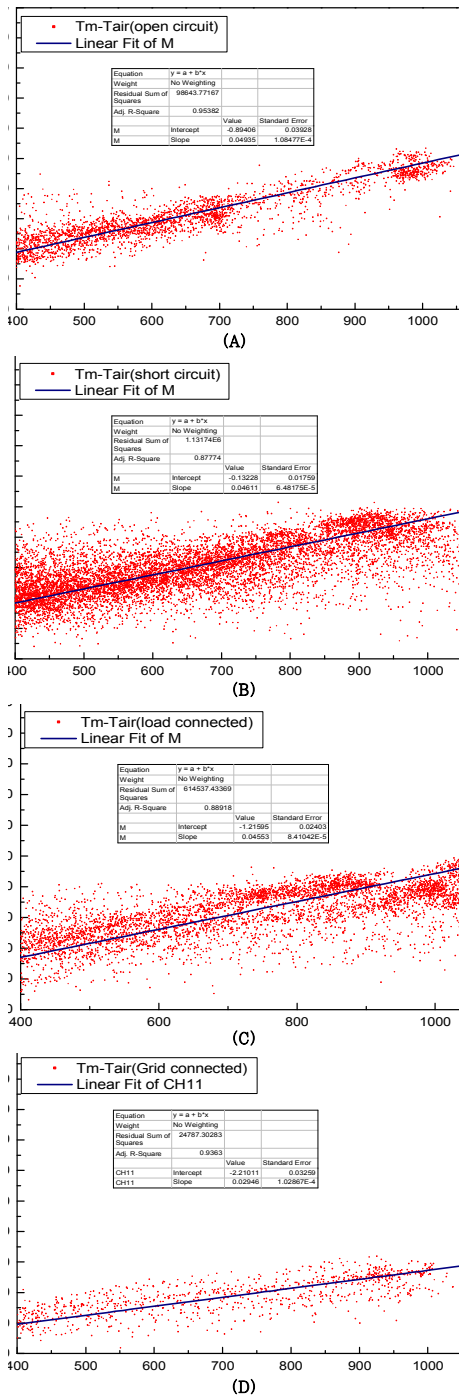 Tm-Tair(open circuit)
Linear Fit of M
Equation y = a + b*x
Weight No Weighting
Residual Sum of Squares 98643.77167
Adj. R-Square 0.95382
Value Standard Error
M Intercept -0.89406 0.03928
M Slope 0.04935 1.08477E-4
400 500 600 700 800 900 1000
(A)
Tm-Tair(short circuit)
Linear Fit of M
Equation y = a + b*x
Weight No Weighting
Residual Sum of Squares 1.13174E6
Adj. R-Square 0.87774
Value Standard Error
M Intercept -0.13228 0.01759
M Slope 0.04611 6.48175E-5
400 500 600 700 800 900 1000
(B)
Tm-Tair(load connected)
Linear Fit of M
Equation y = a + b*x
Weight No Weighting
Residual Sum of Squares 614537.43369
Adj. R-Square 0.88918
Value Standard Error
M Intercept -1.21595 0.02403
M Slope 0.04553 8.41042E-5
400 600 800 1000
(C)
Tm-Tair(Grid connected)
Linear Fit of CH11
Equation y = a + b*x
Weight No Weighting
Residual Sum of Squares 24787.30283
Adj. R-Square 0.9363
Value Standard Error
CH11 Intercept -2.21011 0.03259
CH11 Slope 0.02946 1.02867E-4
400 500 600 700 800 900 1000
(D)